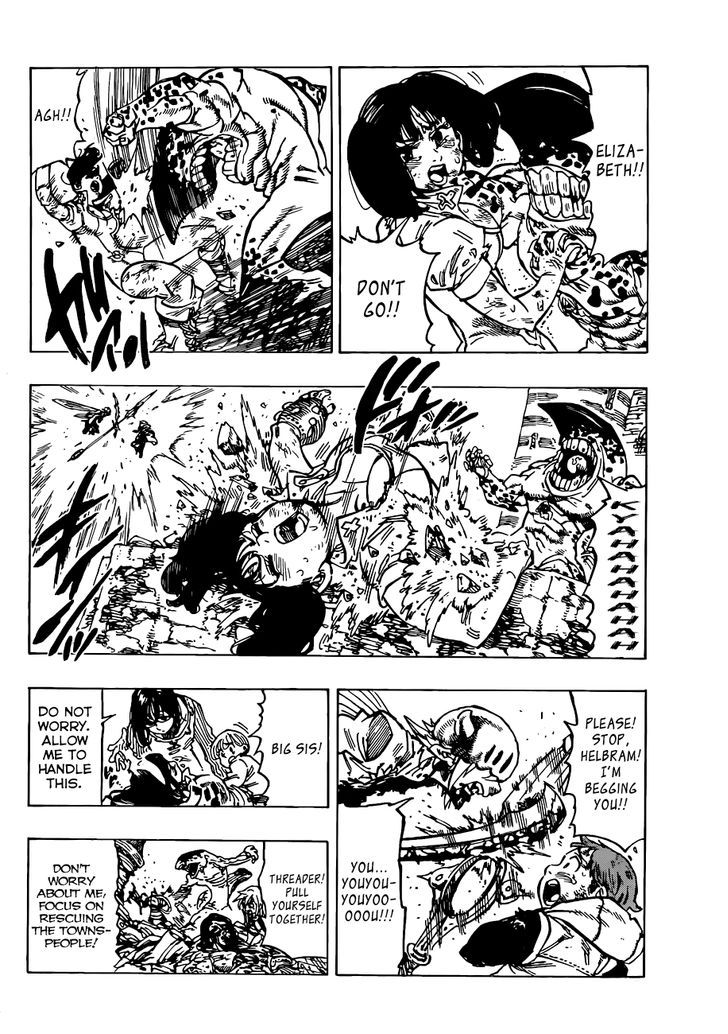 ELIZA-
BETH!!
DON'T
GO!!
AGH!!
ドド
PLEASE!
STOP,
HELBRAM!
I'M
BEGGING
YOU!!
YOU...
YOUYOU-
YOUYOO-
OOOU!!!
BIG SIS!
DO NOT
WORRY.
ALLOW
ME TO
HANDLE
THIS.
THREADER!
PULL
YOURSELF
TOGETHER!
DON'T
WORRY
ABOUT ME,
FOCUS ON
RESCUING
THE TOWNS-
PEOPLE!